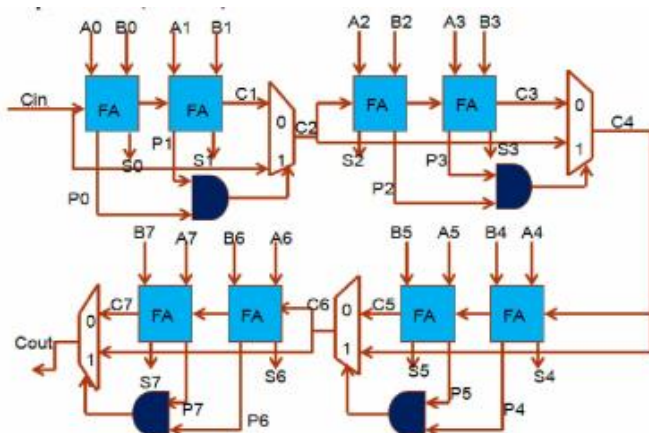 A0 B0 A1 B1 A2 B2 A3 B3
Cin FA FA C1 0 1 C2 FA FA C3 0 1 C4
S0 P1 S1 S2 P3 S3
P0 P2
B7 A7 B6 A6 B5 A5 B4 A4
C7 0 1 FA FA C6 0 1 C5 FA FA
Cout S7 S6 S5 S4
P7 P6 P5 P4